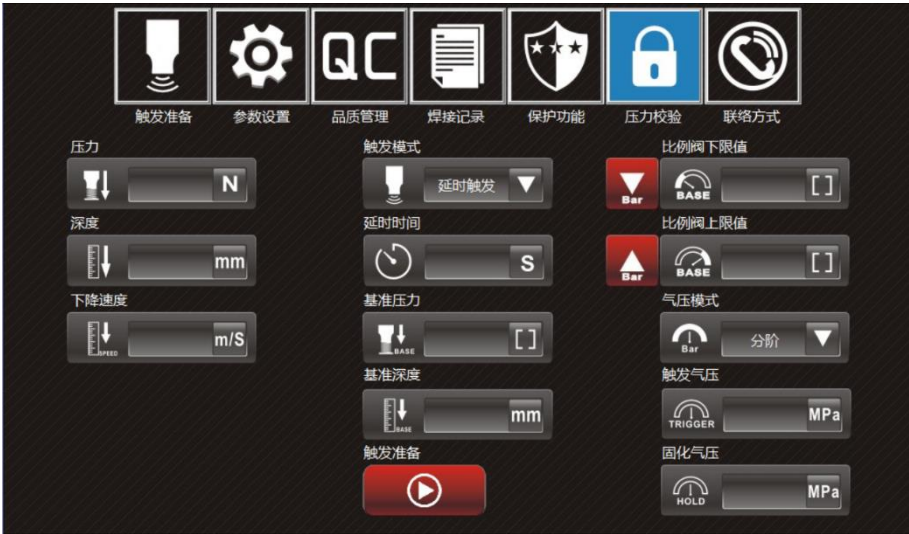 QC
触发准备
参数设置
品质管理
焊接记录
保护功能
压力校验
联络方式
压力
N
深度
mm
下降速度
SPEED
m/S
触发模式
延时触发
延时时间
S
基准压力
BASE
[ ]
基准深度
BASE
mm
触发准备
比例阀下限值
Bar
BASE
[ ]
比例阀上限值
Bar
BASE
[ ]
气压模式
Bar
分阶
触发气压
TRIGGER
MPa
固化气压
HOLD
MPa